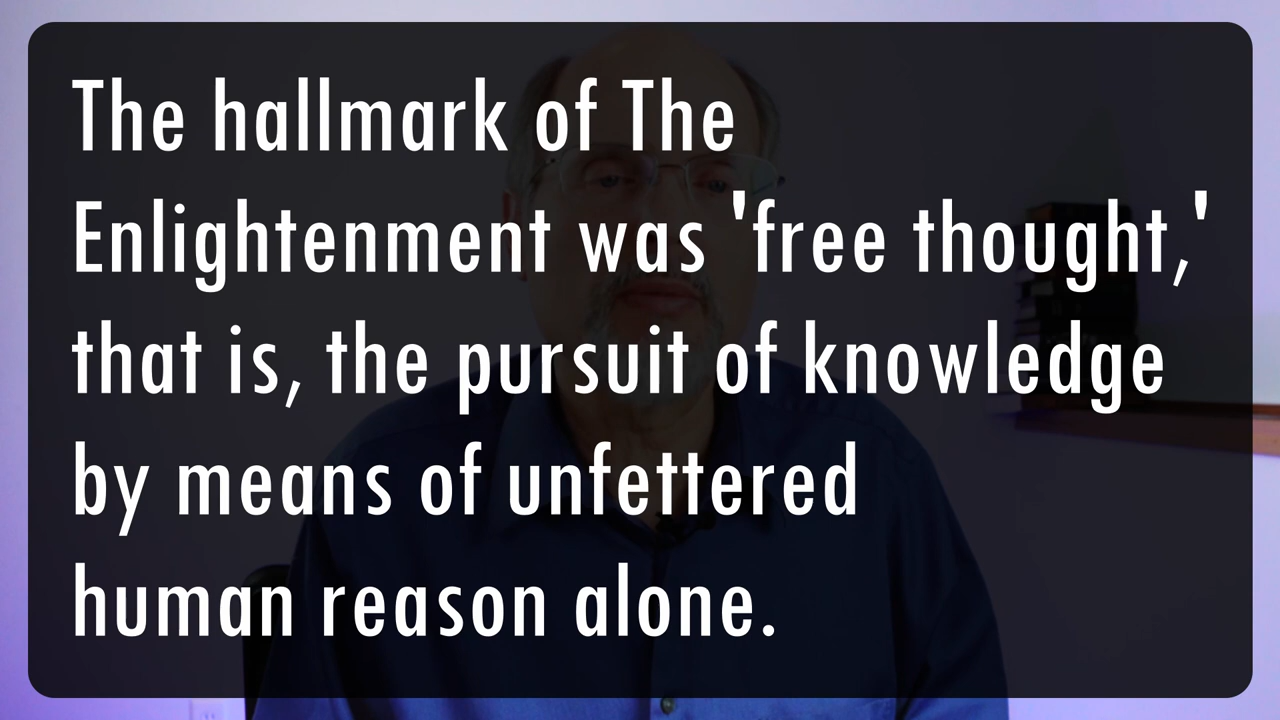 The hallmark of The
Enlightenment was 'free thought,'
that is, the pursuit of knowledge
by means of unfettered
human reason alone.